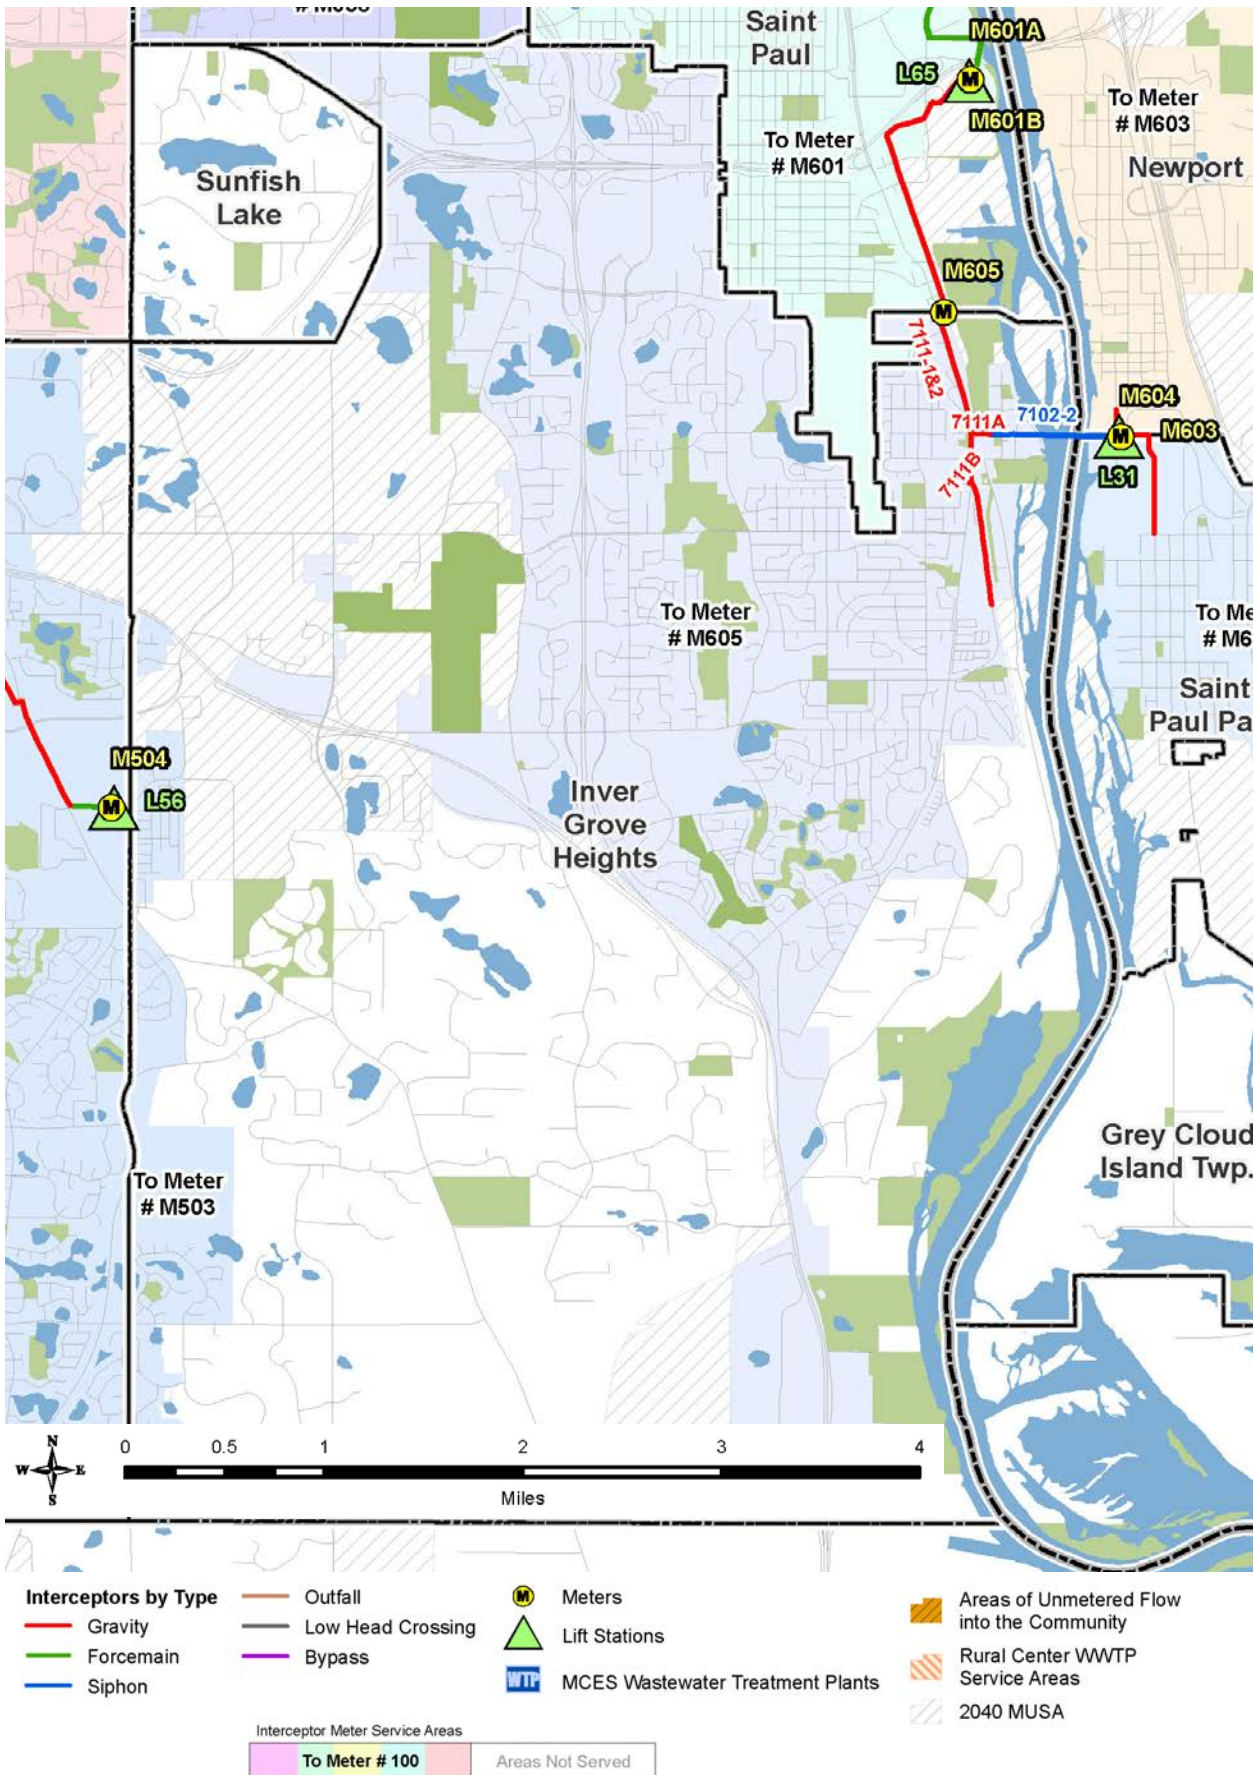 Saint
Paul
M601A
L65
M601B
To Meter
# M603
Newport
To Meter
# M601
Sunfish
Lake
M605
7111-1&2
7111A
7102-2
M604
M603
L31
7111B
To Meter
# M605
Saint
M504
L56
Inver
Grove
Heights
Grey Cloud
Island Twp.
To Meter
# M503
N
W E
S
0 0.5 1 2 3 4
Miles
Interceptors by Type
Gravity
Forcemain
Siphon
Outfall
Low Head Crossing
Bypass
M Meters
Lift Stations
WTP MCES Wastewater Treatment Plants
Areas of Unmetered Flow
into the Community
Rural Center WWTP
Service Areas
2040 MUSA
Interceptor Meter Service Areas
To Meter # 100
Areas Not Served